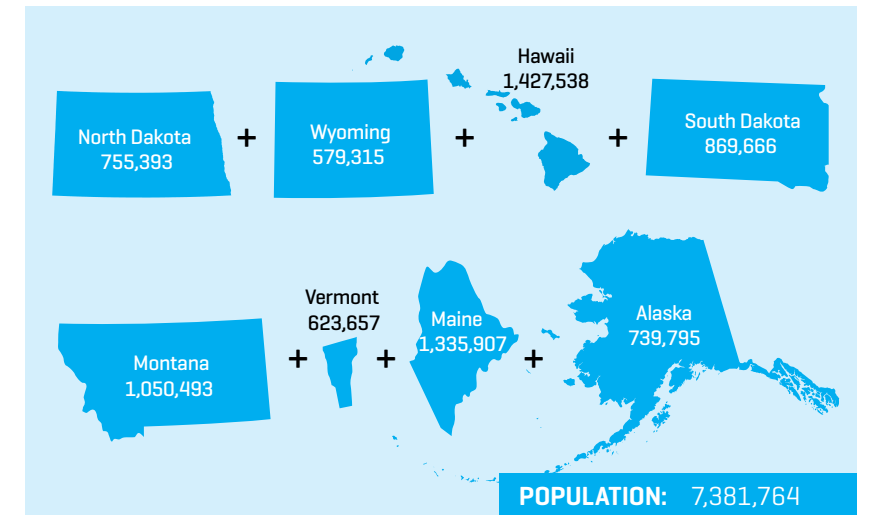 Hawaii
1,427,538
North Dakota
755,393
+
Wyoming
579,315
+
+
South Dakota
869,666
Montana
1,050,493
+
Vermont
623,657
+
Maine
1,335,907
+
Alaska
739,795
POPULATION: 7,381,764